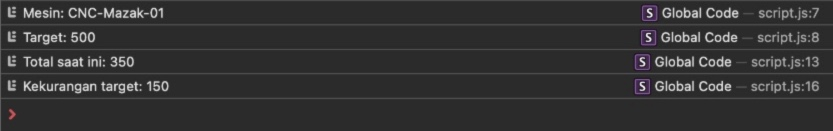 Mesin: CNC-Mazak-01 S Global Code — script.js:7
Target: 500 S Global Code — script.js:8
Total saat ini: 350 S Global Code — script.js:13
Kekurangan target: 150 S Global Code — script.js:16